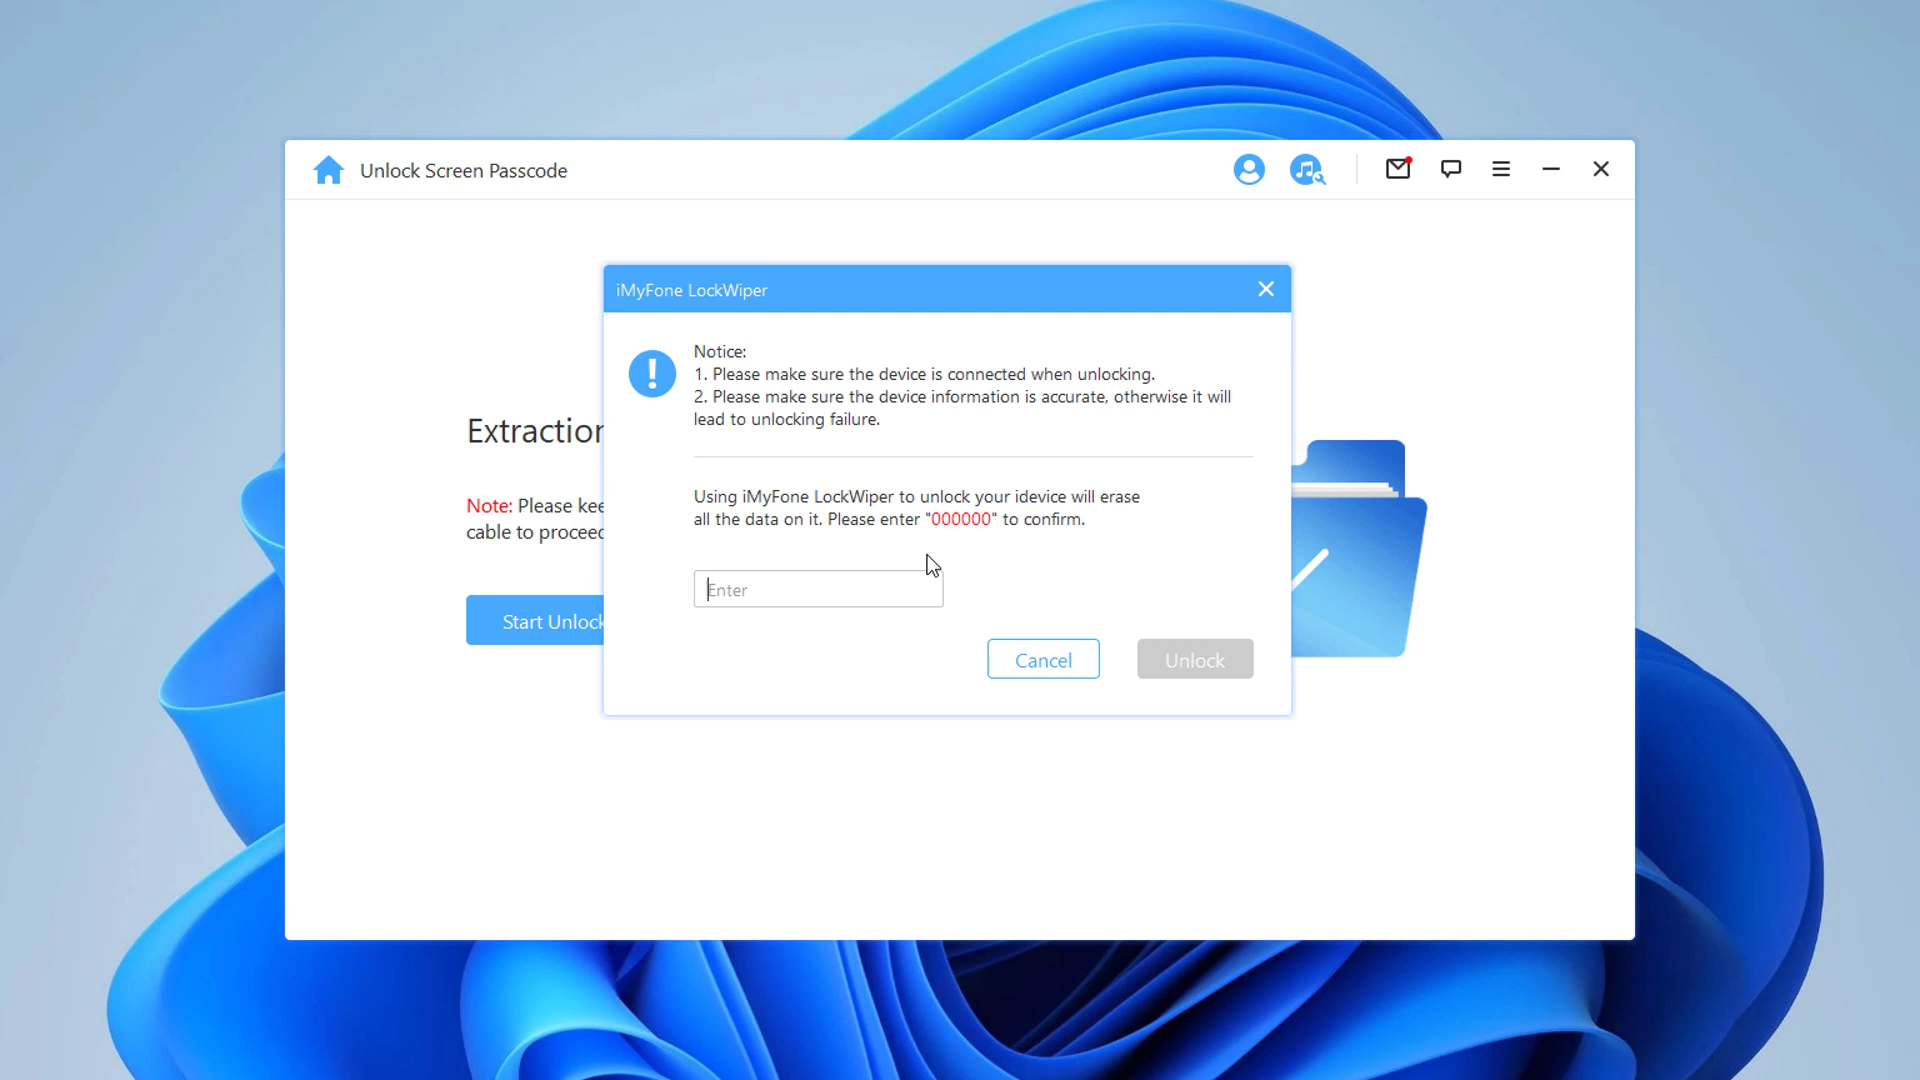 Unlock Screen Passcode
iMyFone LockWiper
Notice:
1. Please make sure the device is connected when unlocking.
2. Please make sure the device information is accurate, otherwise it will
lead to unlocking failure.
Extraction
Note: Please kee
cable to proceed
Using iMyFone LockWiper to unlock your idevice will erase
all the data on it. Please enter "000000" to confirm.
Enter
Start Unlock
Cancel
Unlock